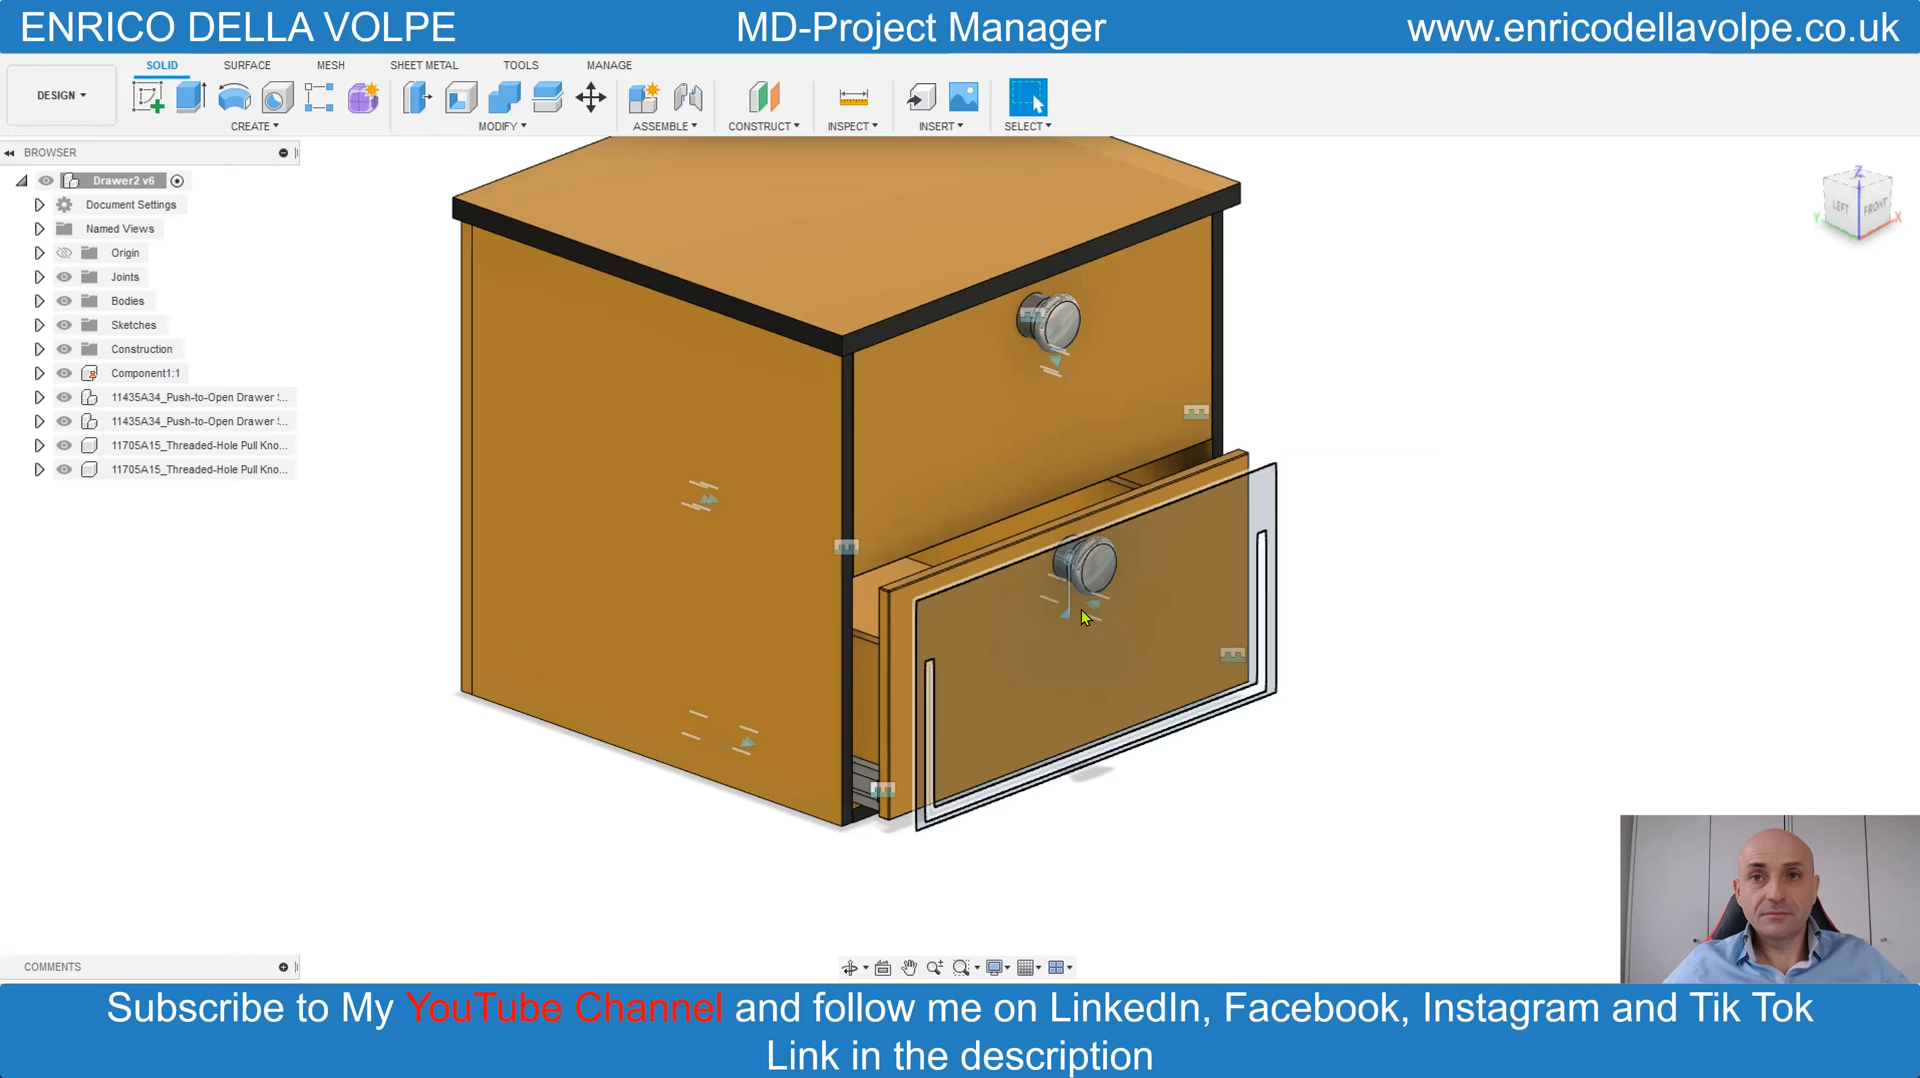 ENRICO DELLA VOLPE MD-Project Manager www.enricodellavolpe.co.uk
SOLID SURFACE MESH SHEET METAL TOOLS MANAGE
DESIGN
CREATE MODIFY ASSEMBLE CONSTRUCT INSPECT INSERT SELECT
BROWSER
Drawer2 v6
Document Settings
Named Views
Origin
Joints
Bodies
Sketches
Construction
Component1:1
11435A34_Push-to-Open Drawer :...
11435A34_Push-to-Open Drawer :...
11705A15_Threaded-Hole Pull Kno...
11705A15_Threaded-Hole Pull Kno...
Z
LEFT FRONT
Y X
COMMENTS
Subscribe to My YouTube Channel and follow me on LinkedIn, Facebook, Instagram and Tik Tok
Link in the description